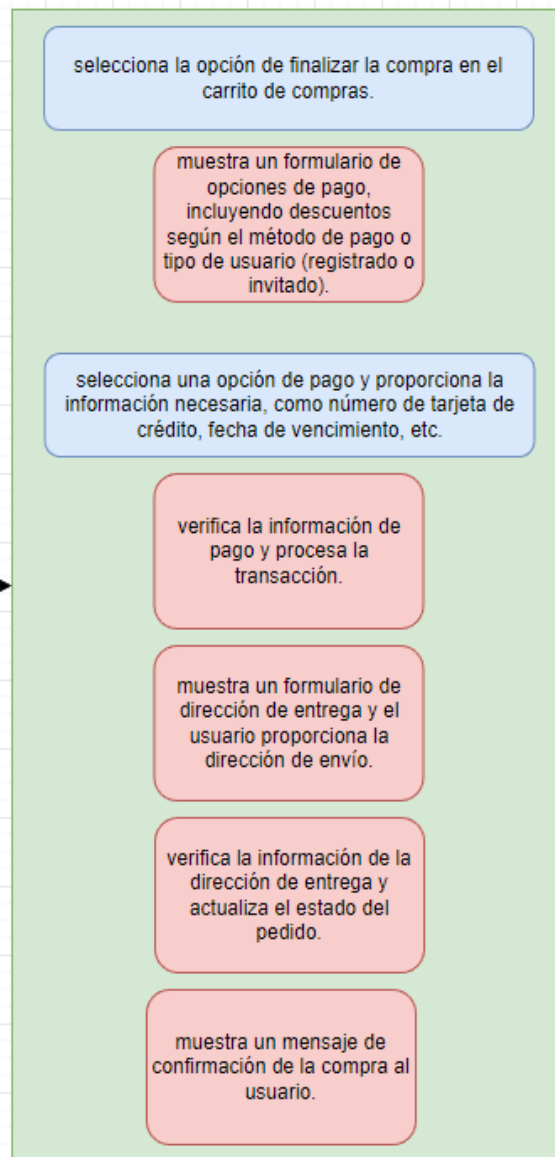 selecciona la opción de finalizar la compra en el
carrito de compras.
muestra un formulario de
opciones de pago,
incluyendo descuentos
según el método de pago o
tipo de usuario (registrado o
invitado).
selecciona una opción de pago y proporciona la
información necesaria, como número de tarjeta de
crédito, fecha de vencimiento, etc.
verifica la información de
pago y procesa la
transacción.
muestra un formulario de
dirección de entrega y el
usuario proporciona la
dirección de envío.
verifica la información de la
dirección de entrega y
actualiza el estado del
pedido.
muestra un mensaje de
confirmación de la compra al
usuario.